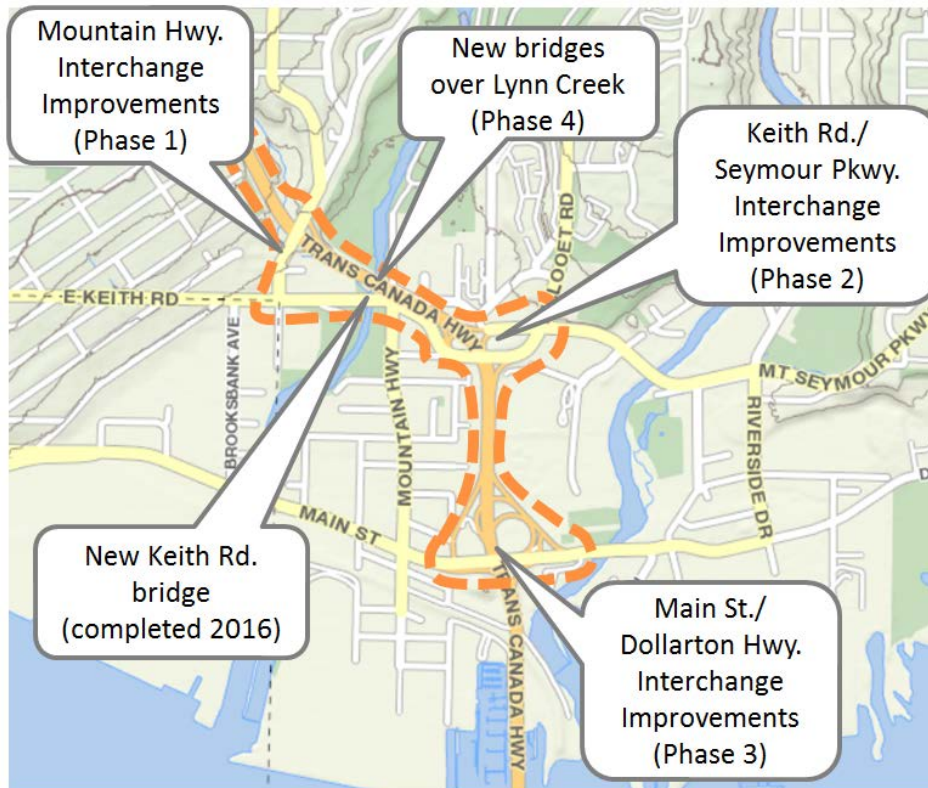 Mountain Hwy.
Interchange
Improvements
(Phase 1)
New bridges
over Lynn Creek
(Phase 4)
Keith Rd./
Seymour Pkwy.
Interchange
Improvements
(Phase 2)
TRANS CANADA HWY
LOOET RD
E KEITH RD
BROOKSBANK AVE
MOUNTAIN HWY
MT SEYMOUR PKWY
RIVERSIDE DR
MAIN ST
D
New Keith Rd.
bridge
(completed 2016)
TRANS CANADA HWY
Main St./
Dollarton Hwy.
Interchange
Improvements
(Phase 3)